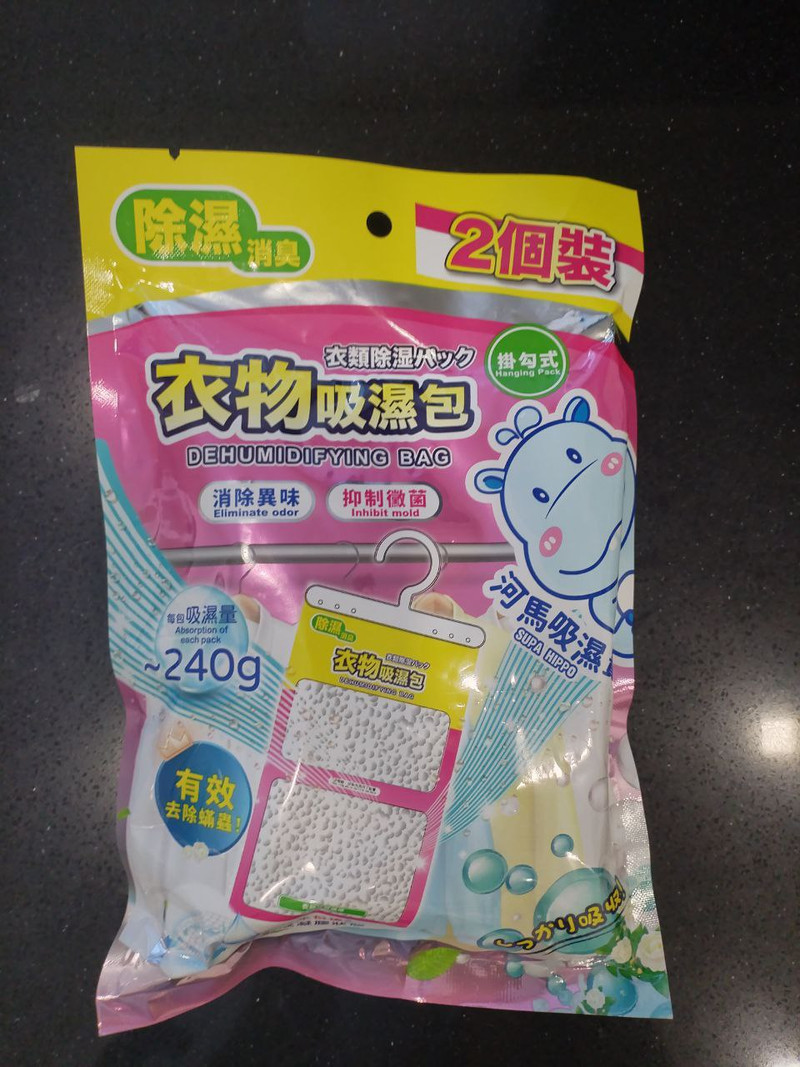 除濕
消臭
2個裝
衣類除湿パック
掛勾式
Hanging Pack
衣物吸濕包
DEHUMIDIFYING BAG
消除異味
Eliminate odor
抑制黴菌
Inhibit mold
河馬吸濕
SUPA HIPPO
每包吸濕量
Absorption of
each pack
~240g
除濕
消臭
衣類除湿パック
衣物吸濕包
DEHUMIDIFYING BAG
有效
去除蟎蟲!
っかり吸収